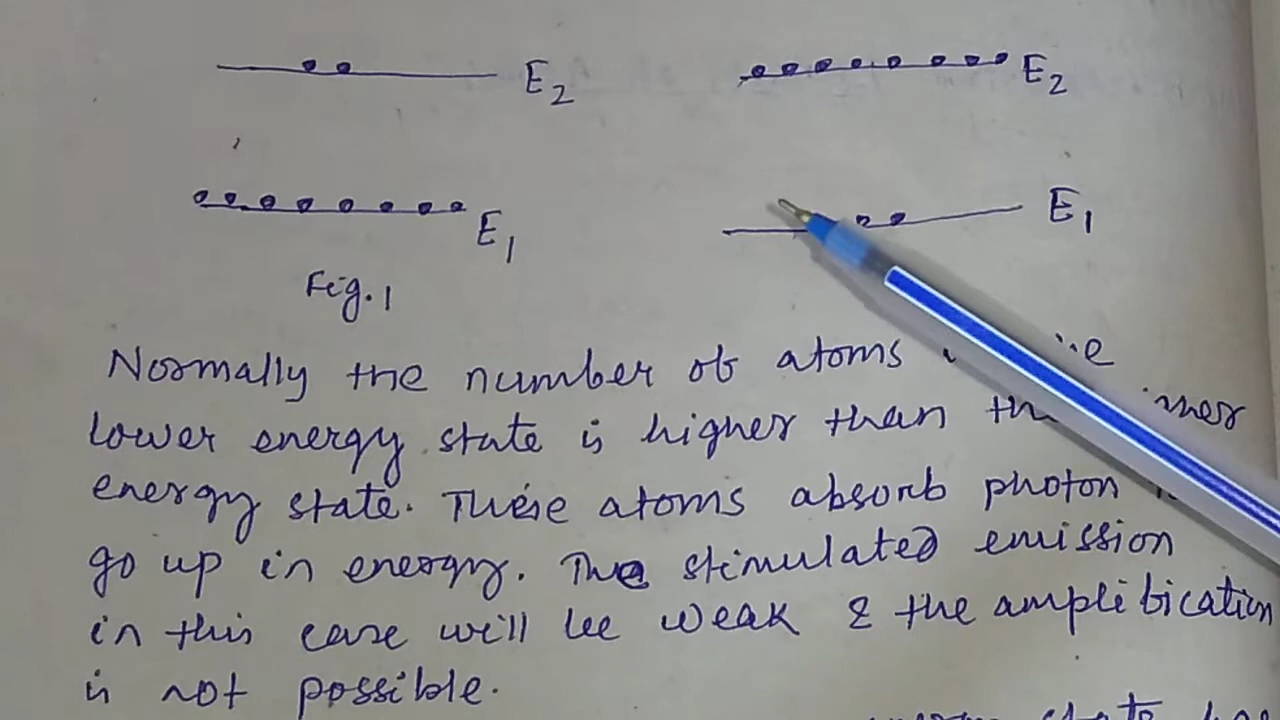 E2 E2
E1 E1
Fig. 1
Normally the number of atoms
lower energy state is higher than
energy state. These atoms absorb photon
go up in energy. The stimulated emission
in this case will be weak & the amplification
is not possible.